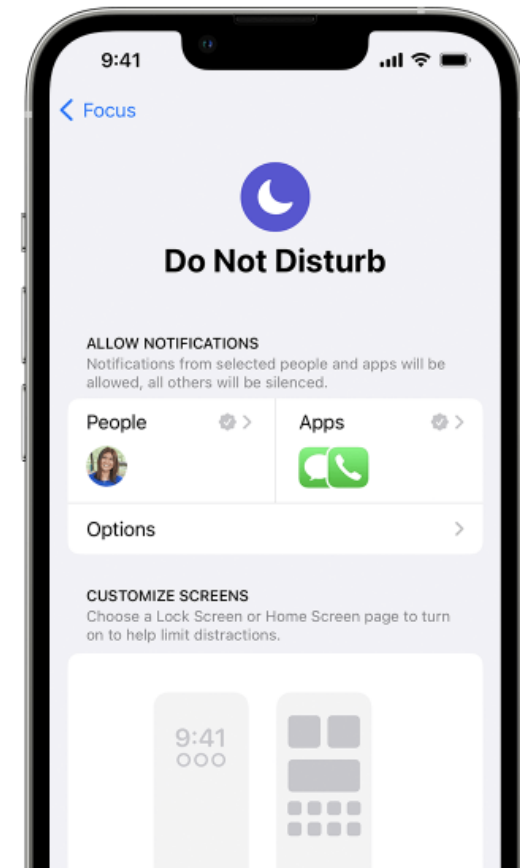 9:41
Focus
Do Not Disturb
ALLOW NOTIFICATIONS
Notifications from selected people and apps will be
allowed, all others will be silenced.
People
Apps
Options
CUSTOMIZE SCREENS
Choose a Lock Screen or Home Screen page to turn
on to help limit distractions.
9:41